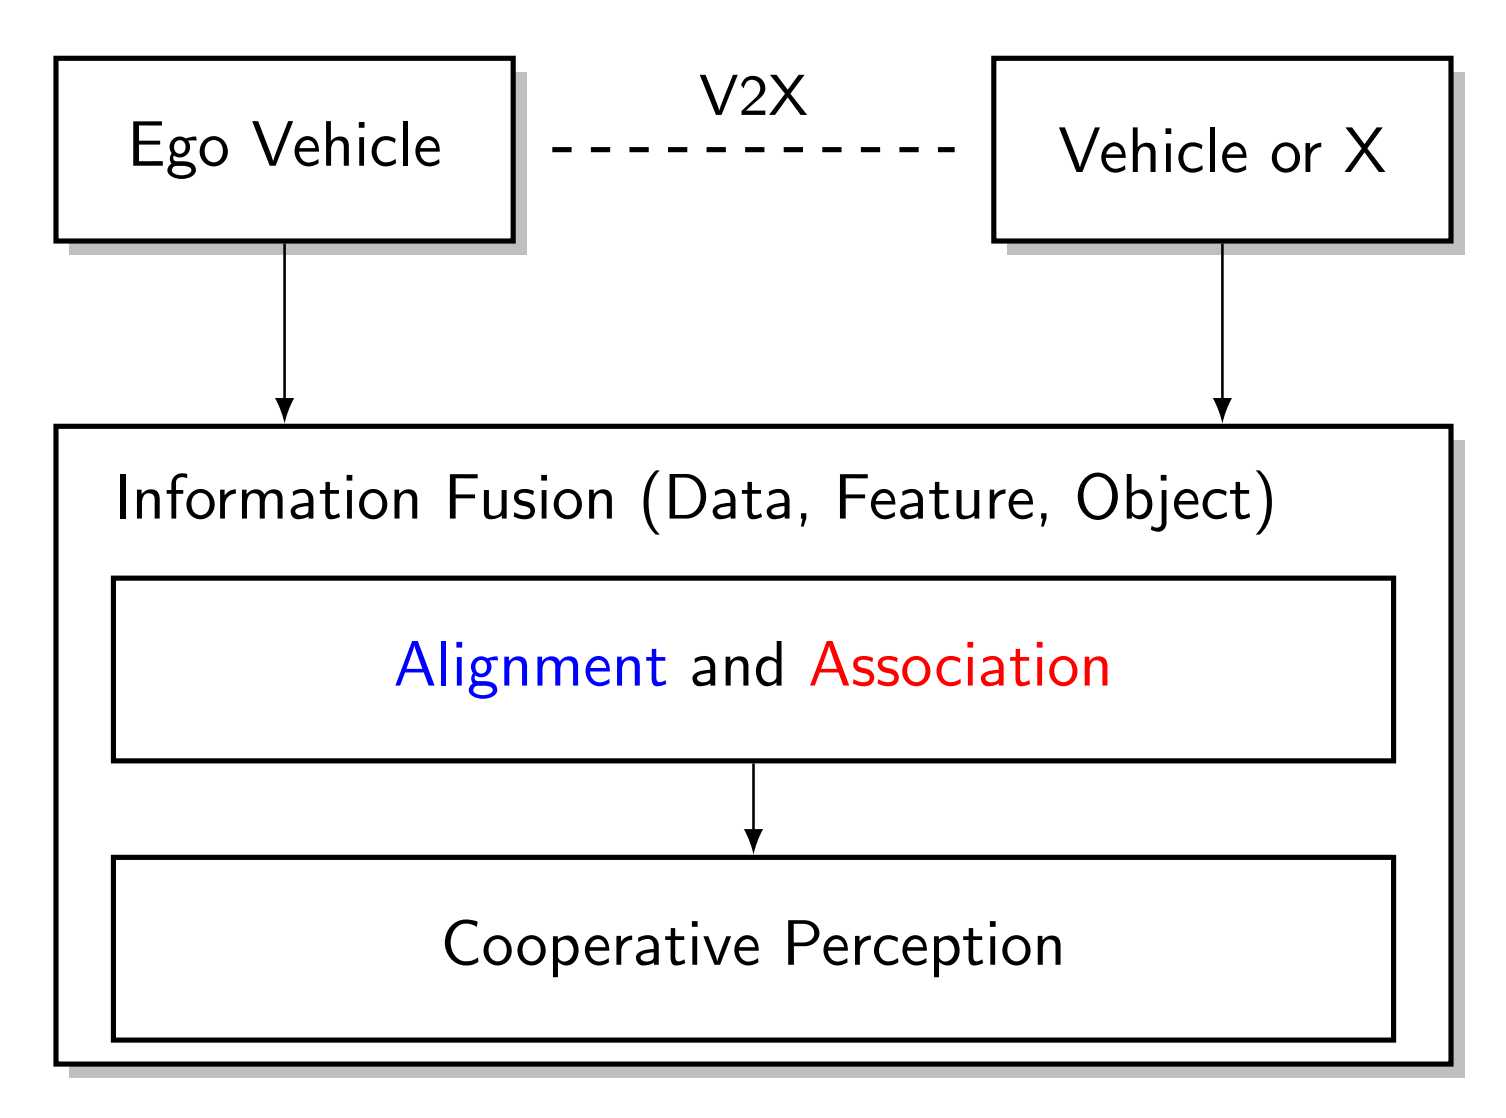 Ego Vehicle
V2X
Vehicle or X
Information Fusion (Data, Feature, Object)
Alignment and Association
Cooperative Perception